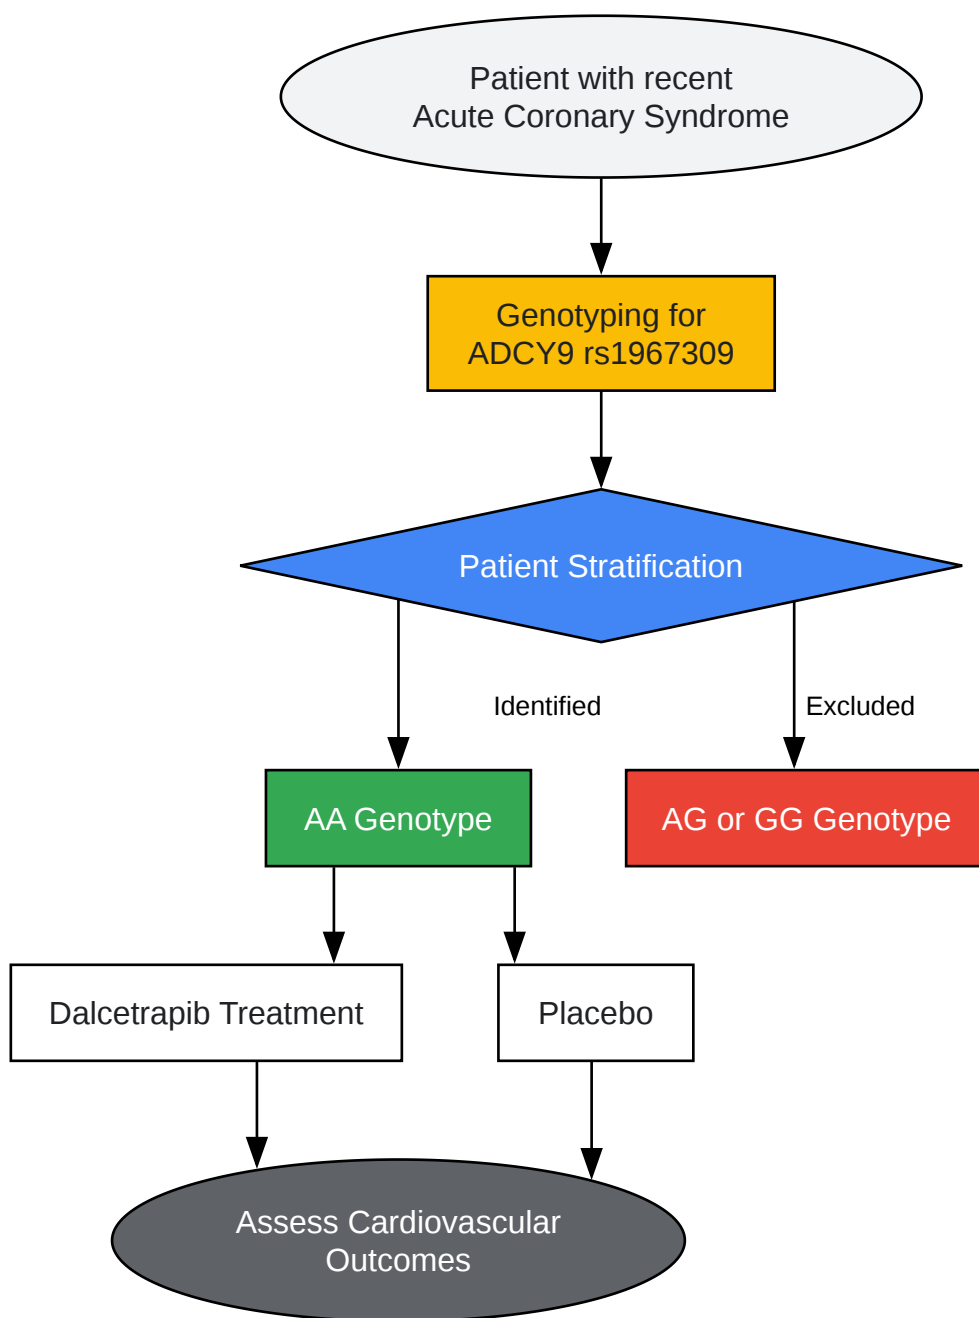 Patient with recent
Acute Coronary Syndrome
Genotyping for
ADCY9 rs1967309
Patient Stratification
Identified
Excluded
AA Genotype
AG or GG Genotype
Dalcetrapib Treatment
Placebo
Assess Cardiovascular
Outcomes